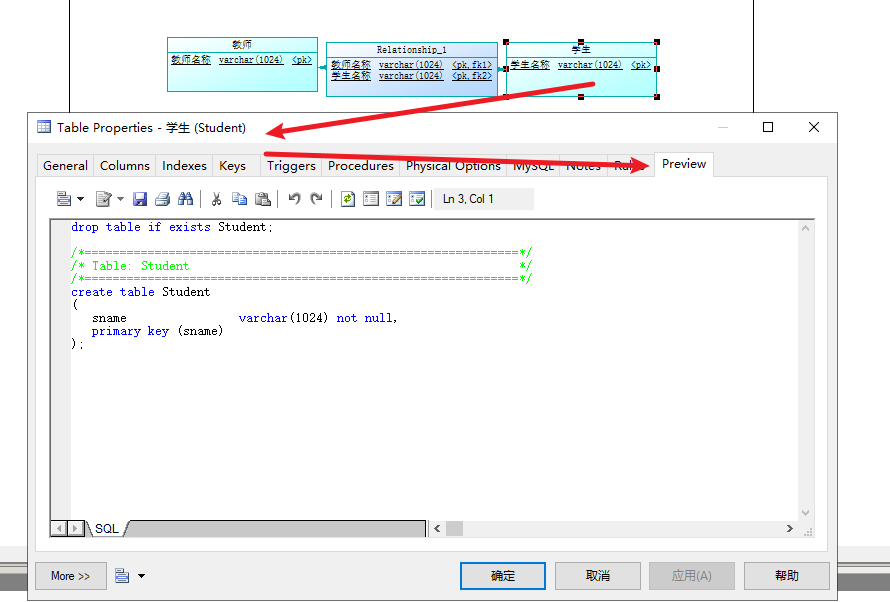 教师
教师名称 varchar(1024) <pk>
Relationship_1
教师名称 varchar(1024) <pk,fk1>
学生名称 varchar(1024) <pk,fk2>
学生
学生名称 varchar(1024) <pk>
Table Properties - 学生 (Student)
General Columns Indexes Keys Triggers Procedures Physical Options MySQL Notes Preview
Ln 3, Col 1
drop table if exists Student;
/*==============================================================*/
/* Table: Student */
/*==============================================================*/
create table Student
(
sname varchar(1024) not null,
primary key (sname)
);
SQL
More >> 确定 取消 应用(A) 帮助